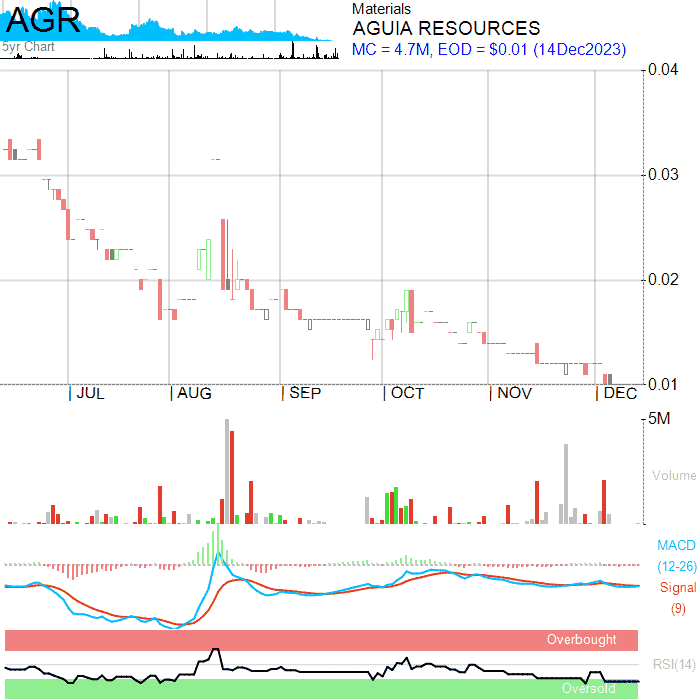 AGR
5yr Chart
Materials
AGUIA RESOURCES
MC = 4.7M, EOD = $0.01 (14Dec2023)
0.04
0.03
0.02
0.01
JUL
AUG
SEP
OCT
NOV
DEC
5M
Volume
MACD
(12-26)
Signal
(9)
Overbought
RSI(14)
Oversold